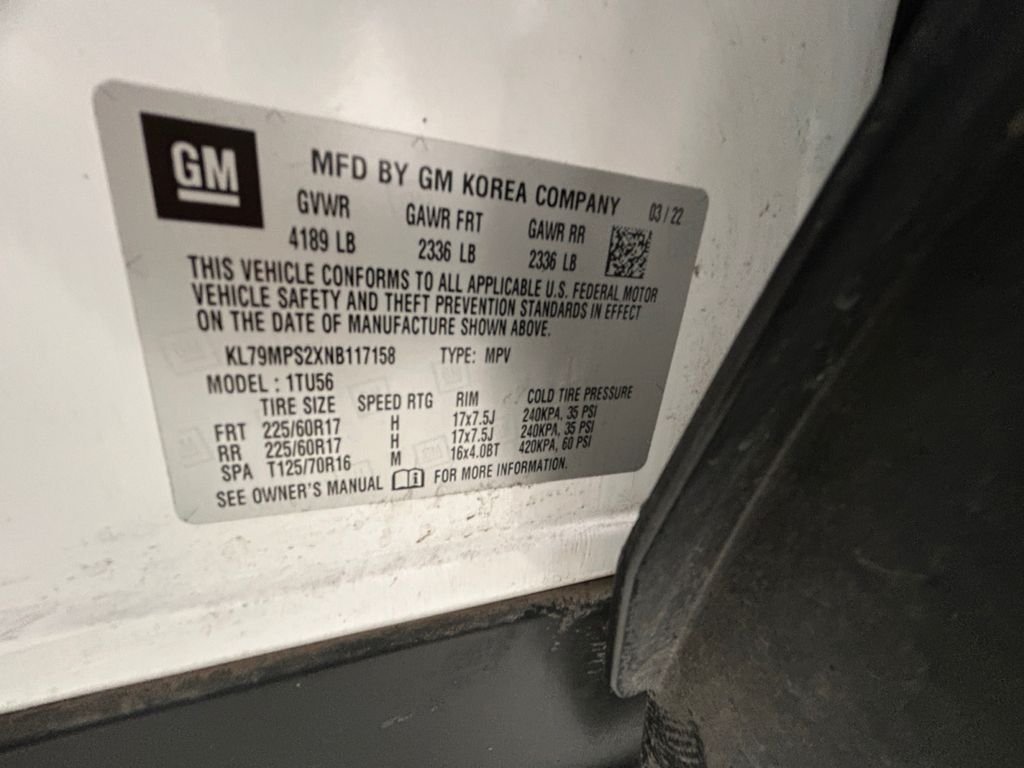 GM
MFD BY GM KOREA COMPANY 03 / 22
GVWR GAWR FRT GAWR RR
4189 LB 2336 LB 2336 LB
THIS VEHICLE CONFORMS TO ALL APPLICABLE U.S. FEDERAL MOTOR
VEHICLE SAFETY AND THEFT PREVENTION STANDARDS IN EFFECT
ON THE DATE OF MANUFACTURE SHOWN ABOVE.
KL79MPS2XNB117158 TYPE: MPV
MODEL : 1TU56
TIRE SIZE SPEED RTG RIM COLD TIRE PRESSURE
FRT 225/60R17 H 17x7.5J 240KPA, 35 PSI
RR 225/60R17 H 17x7.5J 240KPA, 35 PSI
SPA T125/70R16 M 16x4.0BT 420KPA, 60 PSI
SEE OWNER'S MANUAL FOR MORE INFORMATION.